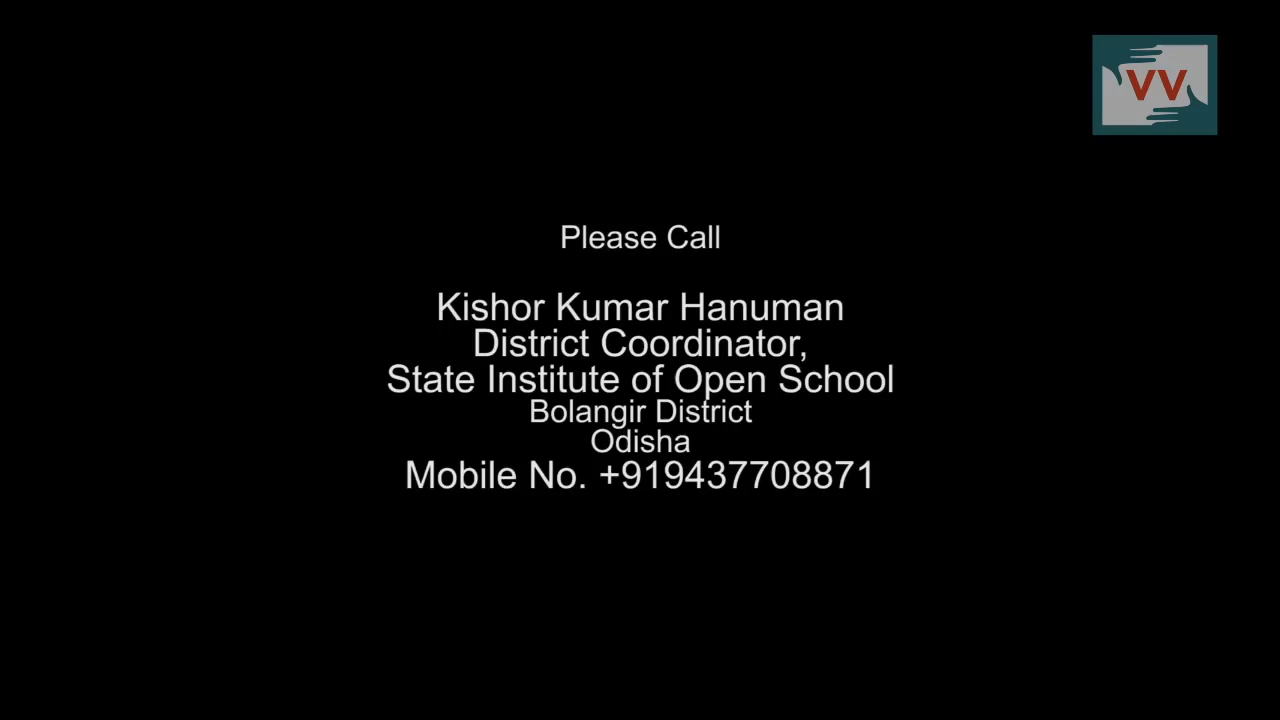 VV
Please Call
Kishor Kumar Hanuman
District Coordinator,
State Institute of Open School
Bolangir District
Odisha
Mobile No. +919437708871